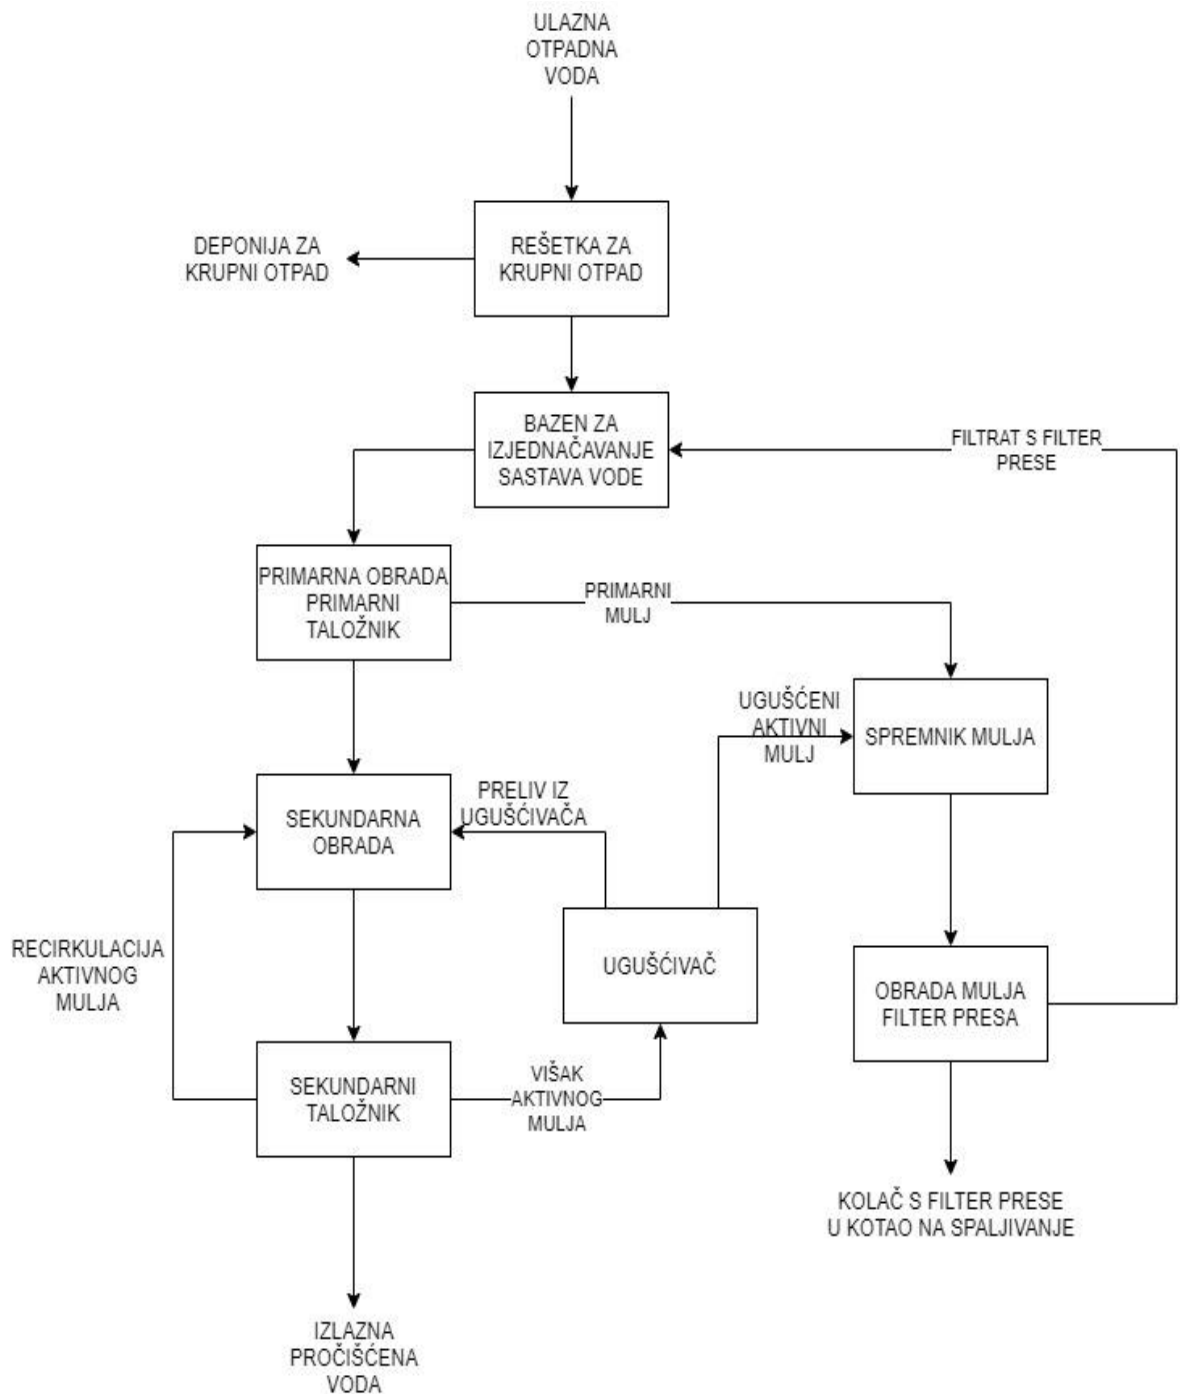 ULAZNA
OTPADNA
VODA
DEPONIJA ZA
KRUPNI OTPAD
REŠETKA ZA
KRUPNI OTPAD
BAZEN ZA
IZJEDNAČAVANJE
SASTAVA VODE
FILTRAT S FILTER
PRESE
PRIMARNA OBRADA
PRIMARNI
TALOŽNIK
PRIMARNI
MULJ
UGUŠĆENI
AKTIVNI
MULJ
SPREMNIK MULJA
PRELIV IZ
UGUŠĆIVAČA
SEKUNDARNA
OBRADA
RECIRKULACIJA
AKTIVNOG
MULJA
UGUŠĆIVAČ
OBRADA MULJA
FILTER PRESA
SEKUNDARNI
TALOŽNIK
VIŠAK
AKTIVNOG
MULJA
KOLAČ S FILTER PRESE
U KOTAO NA SPALJIVANJE
IZLAZNA
PROČIŠĆENA
VODA